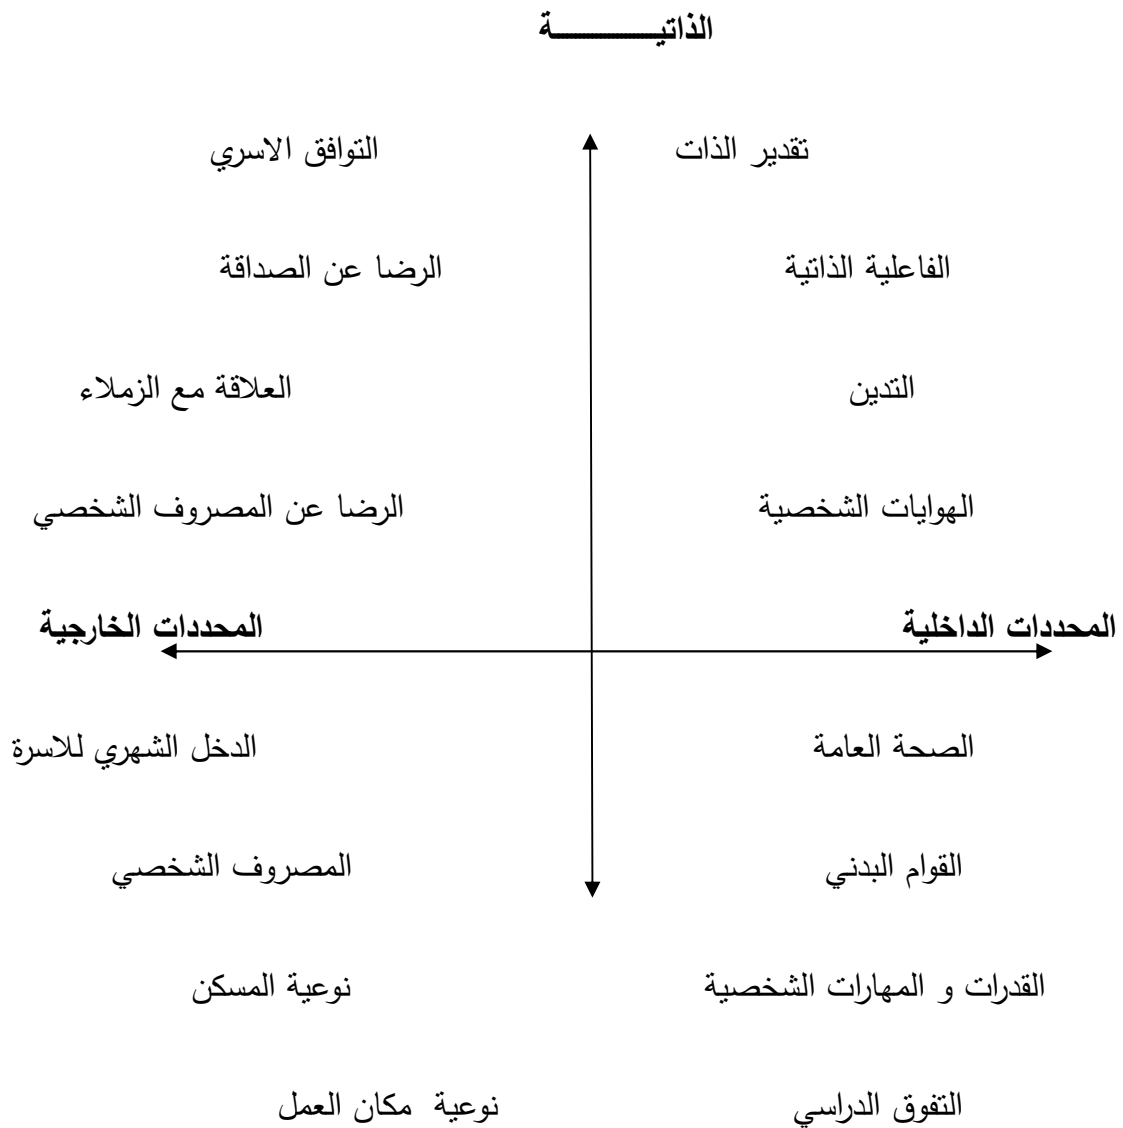 الذاتيـــــــــــة
تقدير الذات التوافق الاسري
الفاعلية الذاتية الرضا عن الصداقة
التدين العلاقة مع الزملاء
الهوايات الشخصية الرضا عن المصروف الشخصي
المحددات الداخلية المحددات الخارجية
الصحة العامة الدخل الشهري للاسرة
القوام البدني المصروف الشخصي
القدرات و المهارات الشخصية نوعية المسكن
التفوق الدراسي نوعية مكان العمل